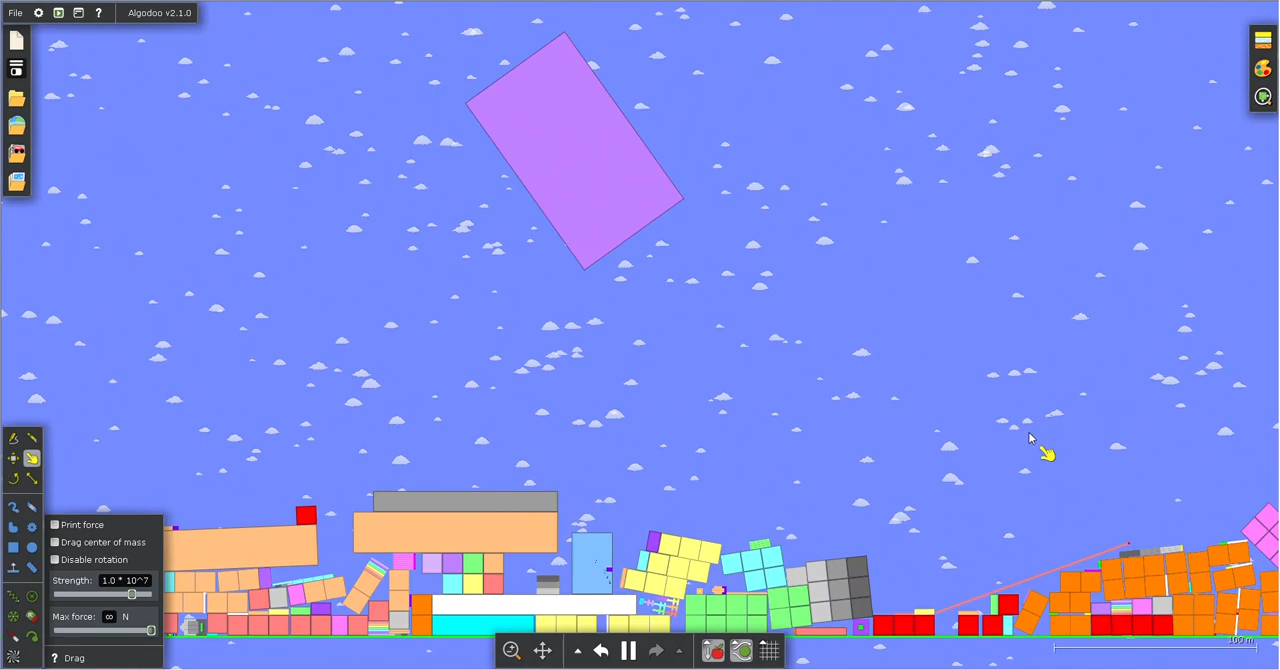 File ? Algodoo v2.1.0
Print force
Drag center of mass
Disable rotation
Strength: 1.0 * 10^7
Max force: ∞ N
? Drag
100 m